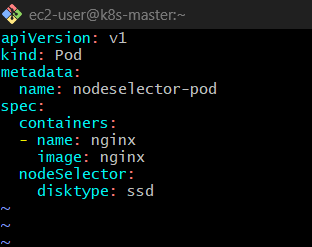 ec2-user@k8s-master:~
apiVersion: v1
kind: Pod
metadata:
  name: nodeselector-pod
spec:
  containers:
  - name: nginx
    image: nginx
  nodeSelector:
    disktype: ssd
~
~
~